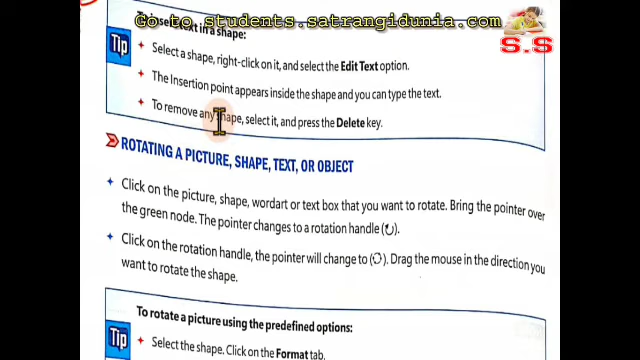 Go to students.satrangidunia.com
S.S
text in a shape:
Tip
Select a shape, right-click on it, and select the Edit Text option.
The Insertion point appears inside the shape and you can type the text.
To remove any shape, select it, and press the Delete key.
ROTATING A PICTURE, SHAPE, TEXT, OR OBJECT
Click on the picture, shape, wordart or text box that you want to rotate. Bring the pointer over
the green node. The pointer changes to a rotation handle (↻).
Click on the rotation handle, the pointer will change to (). Drag the mouse in the direction you
want to rotate the shape.
To rotate a picture using the predefined options:
Tip
Select the shape. Click on the Format tab.